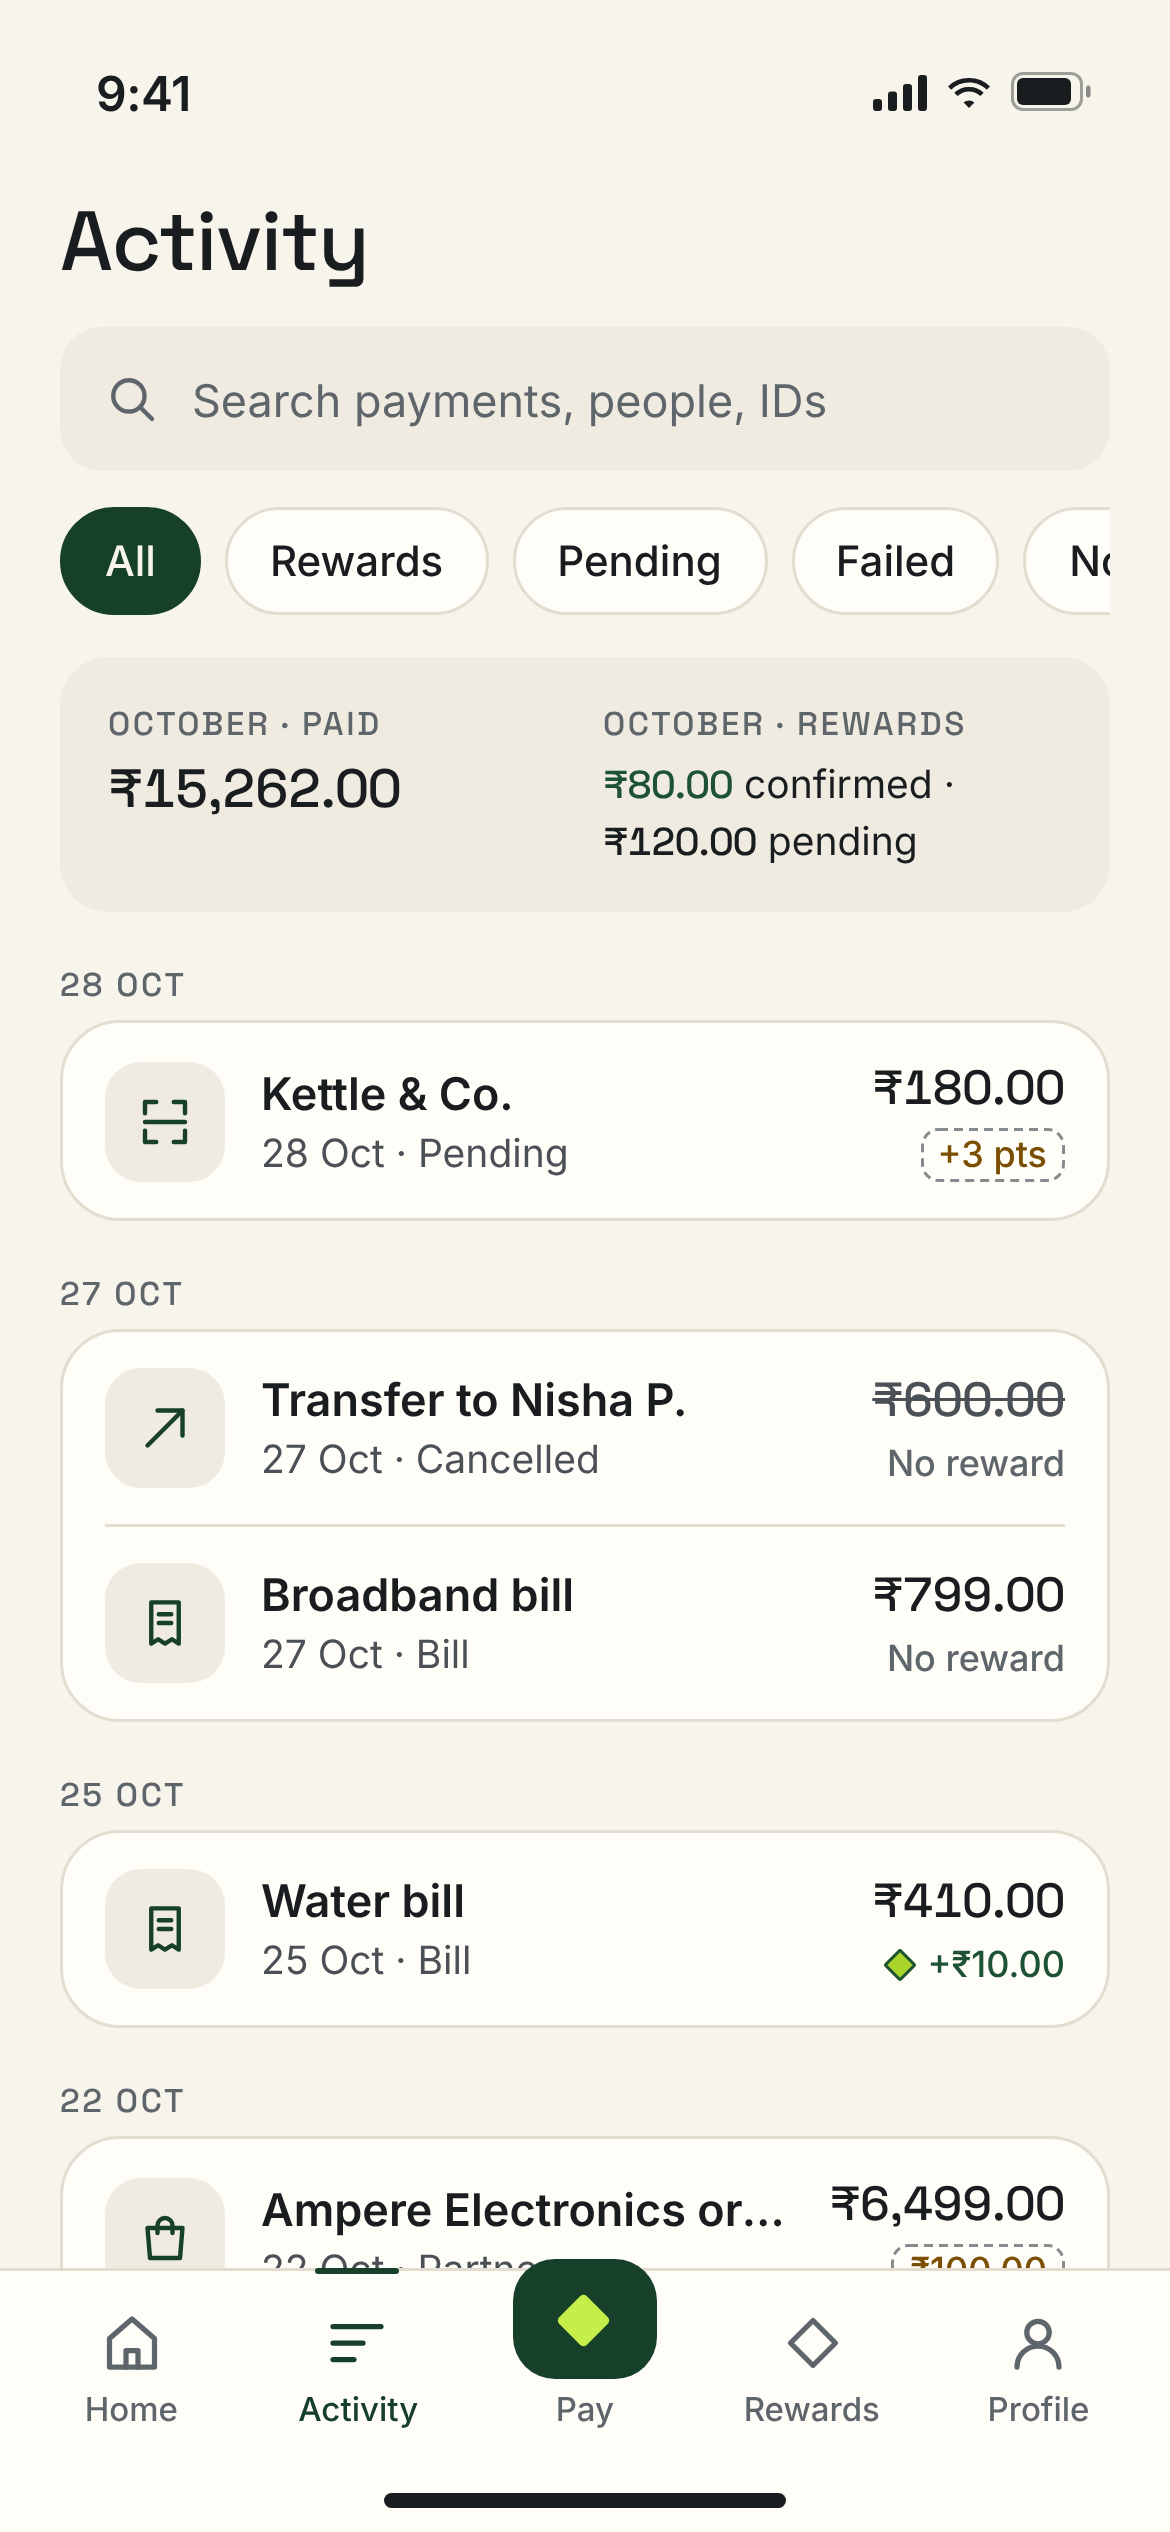 9:41
Activity
Search payments, people, IDs
All
Rewards
Pending
Failed
OCTOBER · PAID
₹15,262.00
OCTOBER · REWARDS
₹80.00 confirmed ·
₹120.00 pending
28 OCT
Kettle & Co.
₹180.00
28 Oct · Pending
+3 pts
27 OCT
Transfer to Nisha P.
₹600.00
27 Oct · Cancelled
No reward
Broadband bill
₹799.00
27 Oct · Bill
No reward
25 OCT
Water bill
₹410.00
25 Oct · Bill
+₹10.00
22 OCT
Ampere Electronics or...
₹6,499.00
22 Oct ·
₹100.00
Home
Activity
Pay
Rewards
Profile